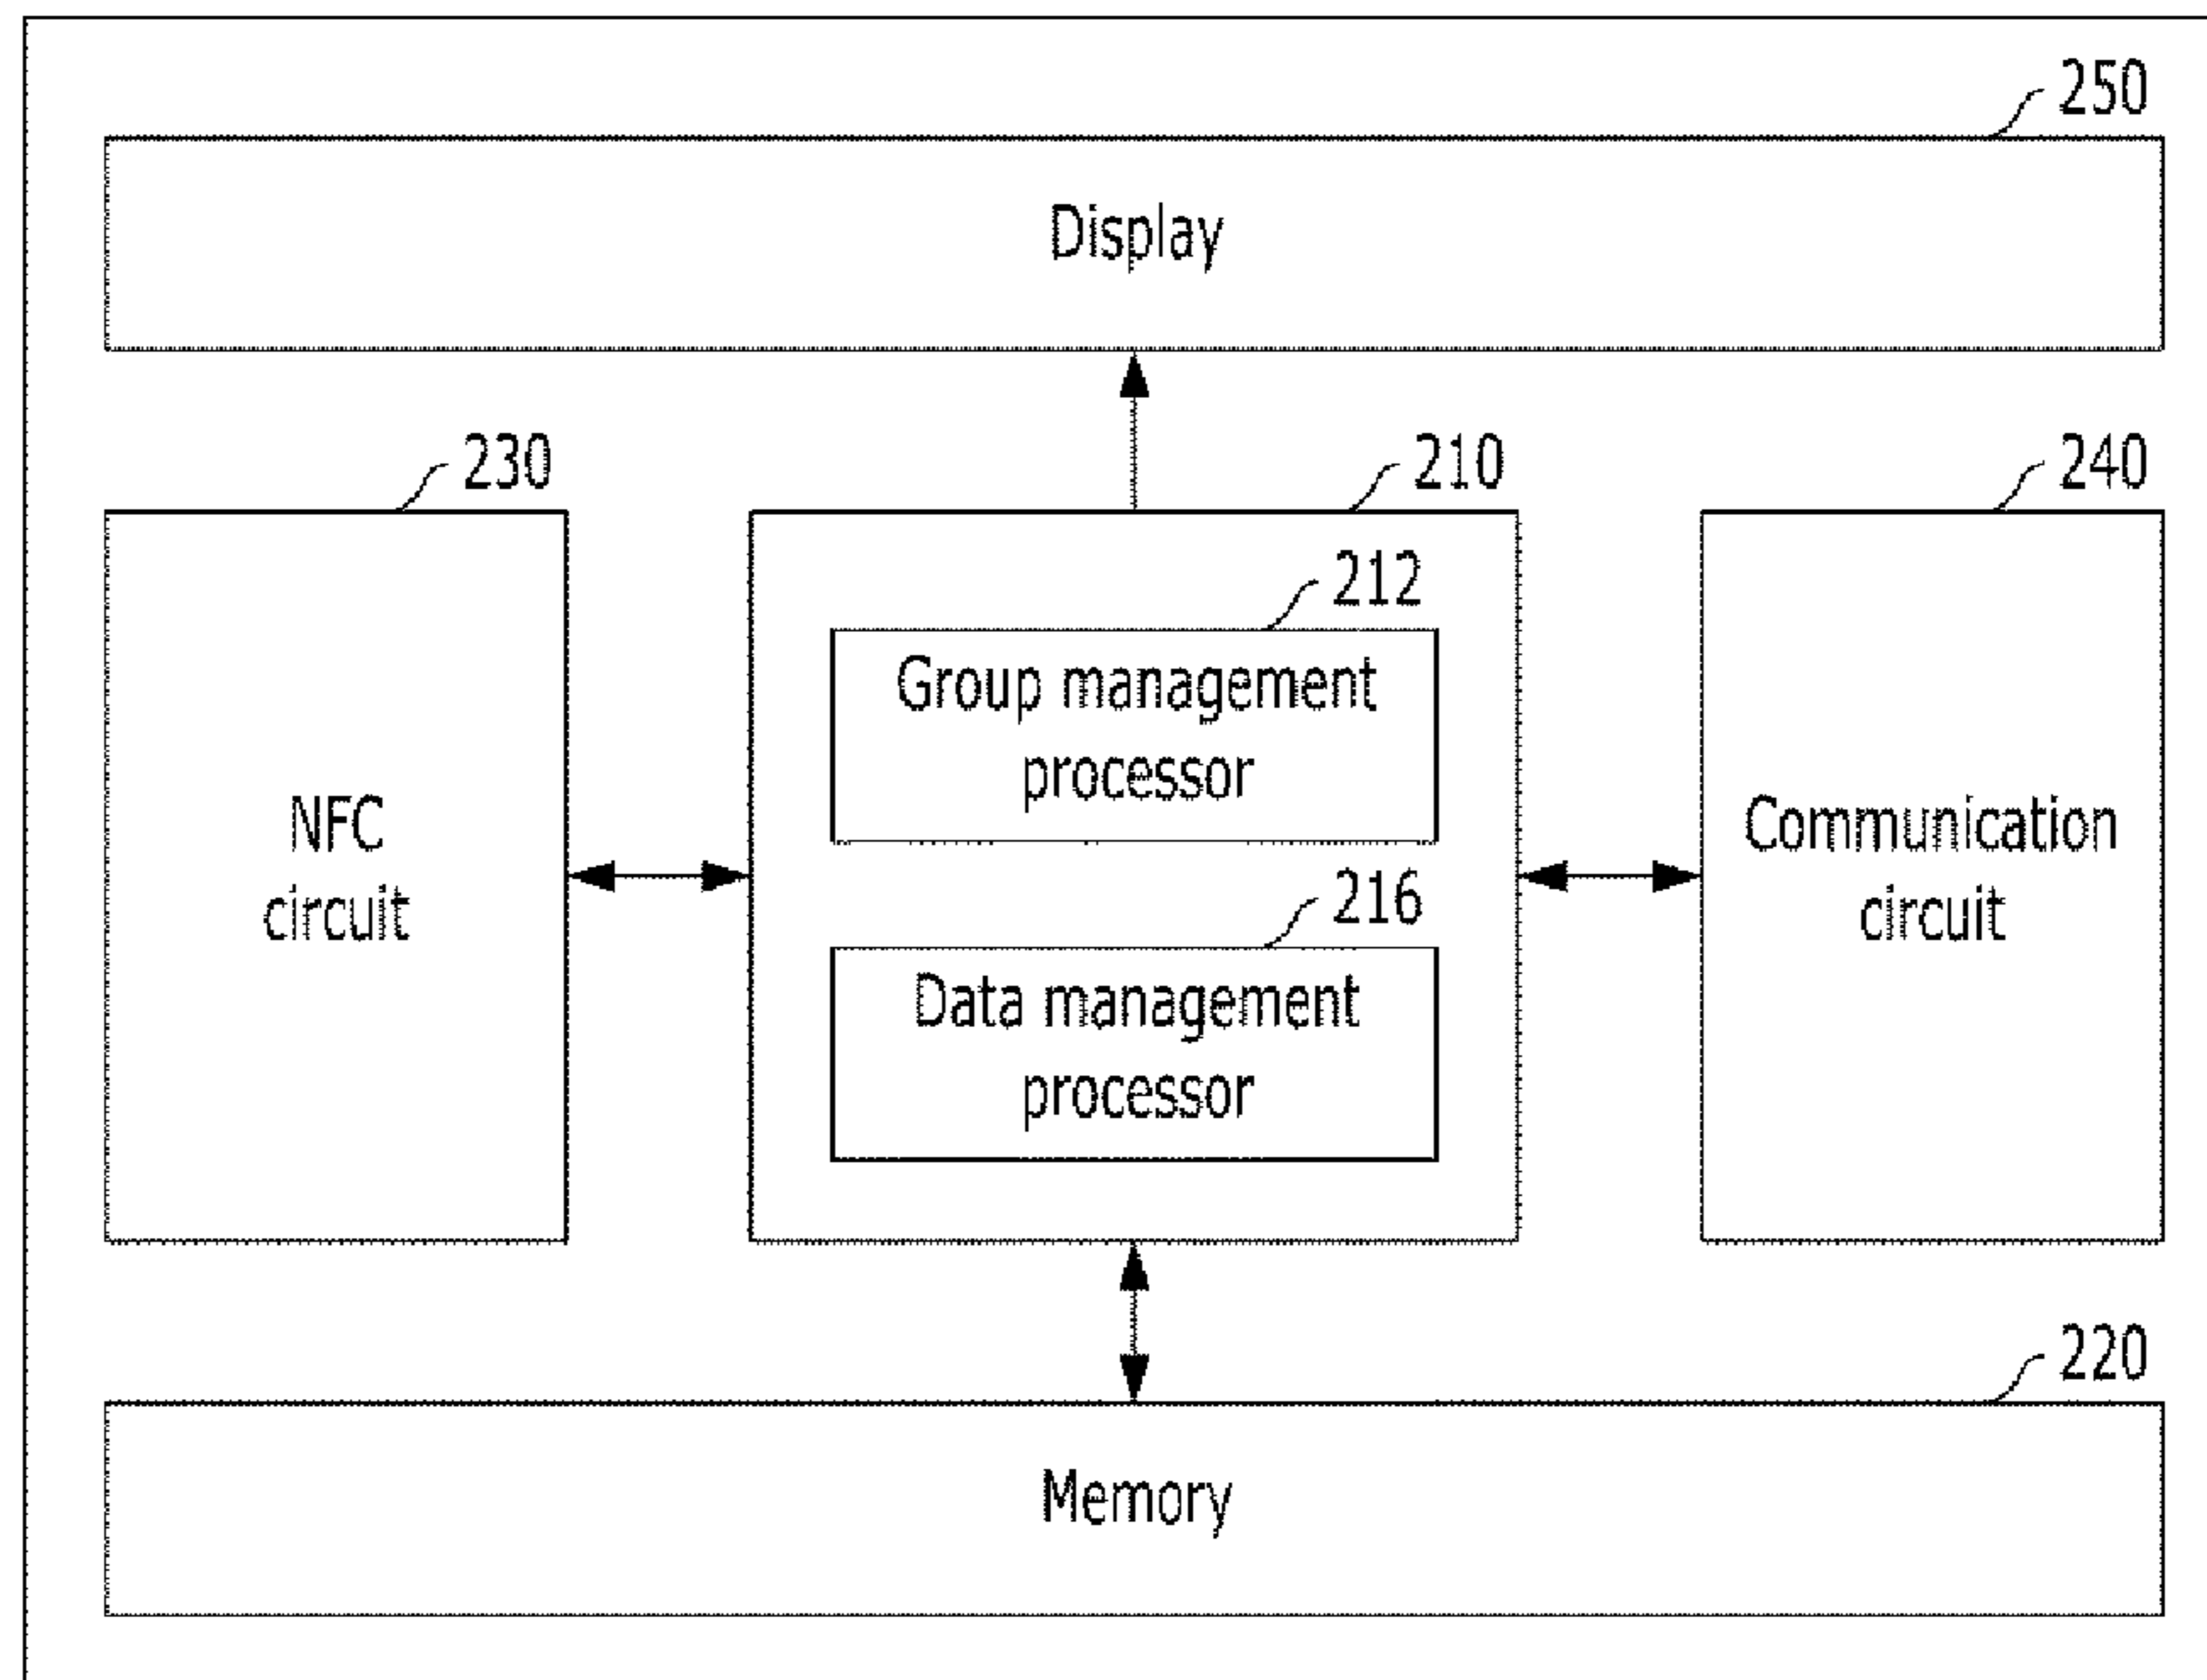 250
Display
230
210
240
212
Group management
processor
NFC
circuit
Communication
circuit
216
Data management
processor
220
Memory